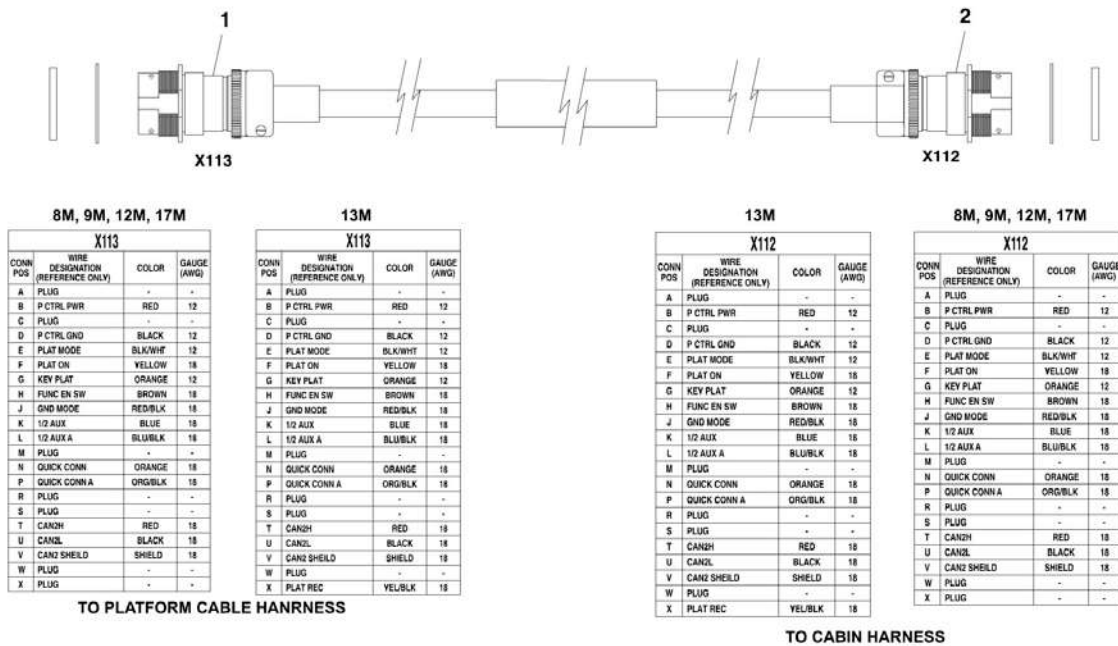 1
2
X113
X112
8M, 9M, 12M, 17M
X113
CONN POS WIRE DESIGNATION (REFERENCE ONLY) COLOR GAUGE (AWG)
A PLUG - -
B P CTRL PWR RED 12
C PLUG - -
D P CTRL GND BLACK 12
E PLAT MODE BLK/WHT 12
F PLAT ON YELLOW 18
G KEY PLAT ORANGE 12
H FUNC EN SW BROWN 18
J GND MODE RED/BLK 18
K 1/2 AUX BLUE 18
L 1/2 AUX A BLU/BLK 18
M PLUG - -
N QUICK CONN ORANGE 18
P QUICK CONN A ORG/BLK 18
R PLUG - -
S PLUG - -
T CAN2H RED 18
U CAN2L BLACK 18
V CAN2 SHEILD SHIELD 18
W PLUG - -
X PLUG - -
13M
X113
CONN POS WIRE DESIGNATION (REFERENCE ONLY) COLOR GAUGE (AWG)
A PLUG - -
B P CTRL PWR RED 12
C PLUG - -
D P CTRL GND BLACK 12
E PLAT MODE BLK/WHT 12
F PLAT ON YELLOW 18
G KEY PLAT ORANGE 12
H FUNC EN SW BROWN 18
J GND MODE RED/BLK 18
K 1/2 AUX BLUE 18
L 1/2 AUX A BLU/BLK 18
M PLUG - -
N QUICK CONN ORANGE 18
P QUICK CONN A ORG/BLK 18
R PLUG - -
S PLUG - -
T CAN2H RED 18
U CAN2L BLACK 18
V CAN2 SHEILD SHIELD 18
W PLUG - -
X PLAT REC YEL/BLK 18
TO PLATFORM CABLE HANRNESS
13M
X112
CONN POS WIRE DESIGNATION (REFERENCE ONLY) COLOR GAUGE (AWG)
A PLUG - -
B P CTRL PWR RED 12
C PLUG - -
D P CTRL GND BLACK 12
E PLAT MODE BLK/WHT 12
F PLAT ON YELLOW 18
G KEY PLAT ORANGE 12
H FUNC EN SW BROWN 18
J GND MODE RED/BLK 18
K 1/2 AUX BLUE 18
L 1/2 AUX A BLU/BLK 18
M PLUG - -
N QUICK CONN ORANGE 18
P QUICK CONN A ORG/BLK 18
R PLUG - -
S PLUG - -
T CAN2H RED 18
U CAN2L BLACK 18
V CAN2 SHEILD SHIELD 18
W PLUG - -
X PLAT REC YEL/BLK 18
8M, 9M, 12M, 17M
X112
CONN POS WIRE DESIGNATION (REFERENCE ONLY) COLOR GAUGE (AWG)
A PLUG - -
B P CTRL PWR RED 12
C PLUG - -
D P CTRL GND BLACK 12
E PLAT MODE BLK/WHT 12
F PLAT ON YELLOW 18
G KEY PLAT ORANGE 12
H FUNC EN SW BROWN 18
J GND MODE RED/BLK 18
K 1/2 AUX BLUE 18
L 1/2 AUX A BLU/BLK 18
M PLUG - -
N QUICK CONN ORANGE 18
P QUICK CONN A ORG/BLK 18
R PLUG - -
S PLUG - -
T CAN2H RED 18
U CAN2L BLACK 18
V CAN2 SHEILD SHIELD 18
W PLUG - -
X PLUG - -
TO CABIN HARNESS